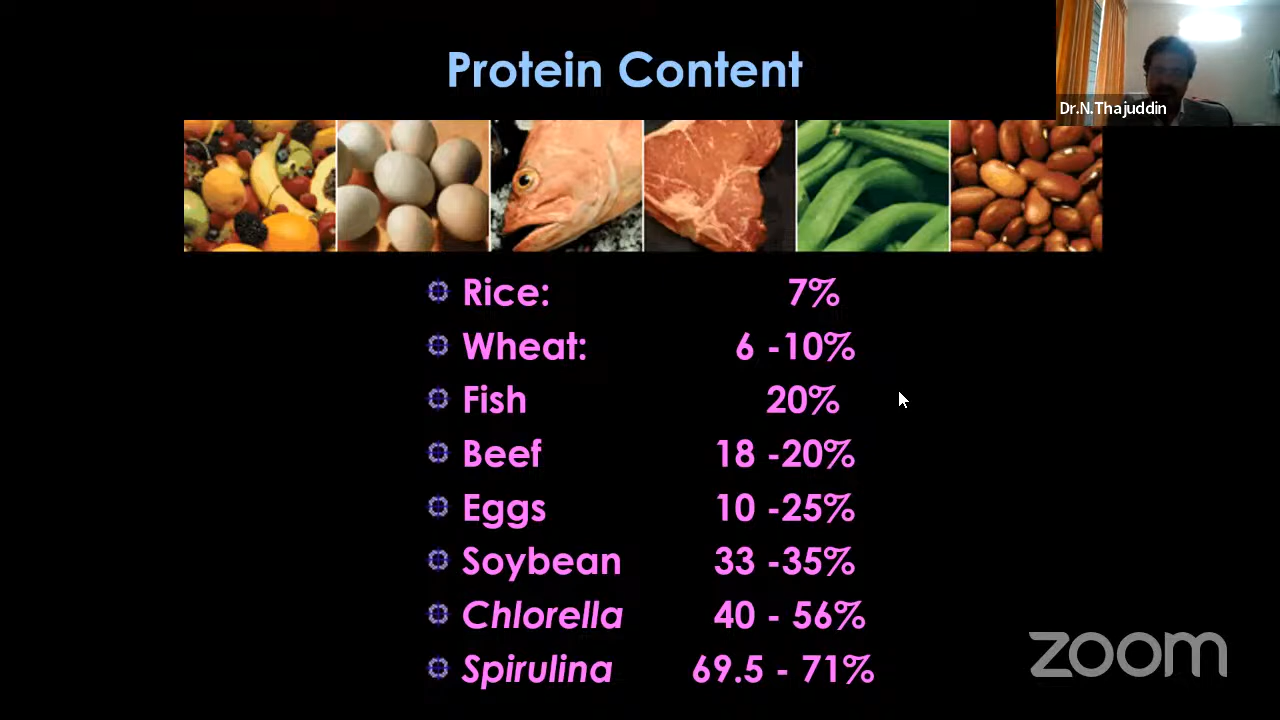 Protein Content
Dr.N.Thajuddin
Rice: 7%
Wheat: 6 -10%
Fish 20%
Beef 18 -20%
Eggs 10 -25%
Soybean 33 -35%
Chlorella 40 - 56%
Spirulina 69.5 - 71%
zoom